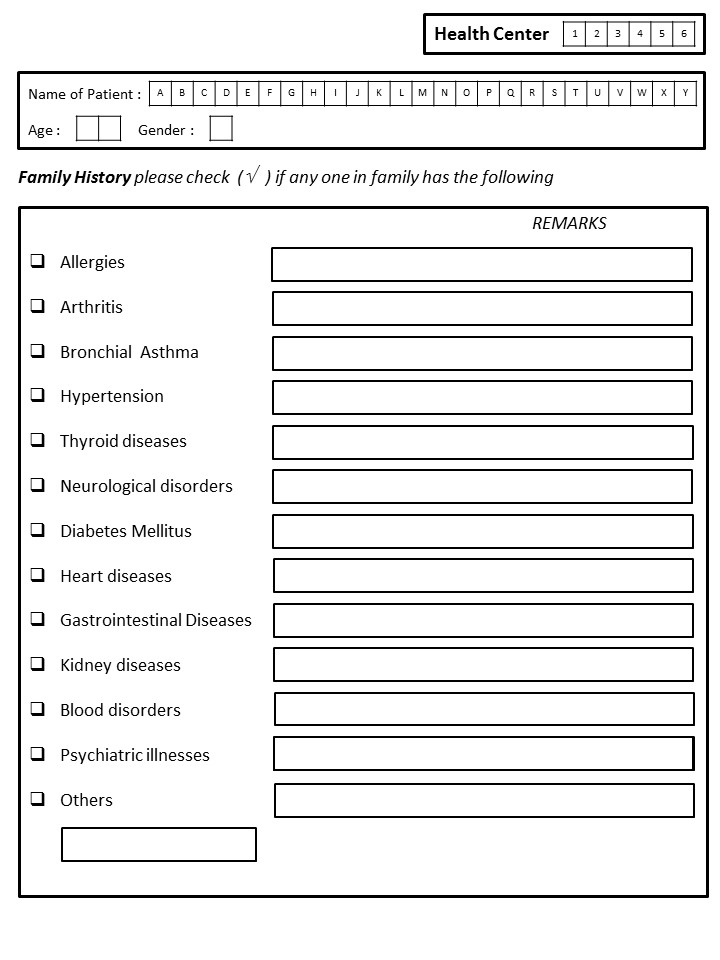 Health Center 1 2 3 4 5 6
Name of Patient : A B C D E F G H I J K L M N O P Q R S T U V W X Y
Age : Gender :
Family History please check (√ ) if any one in family has the following
REMARKS
Allergies
Arthritis
Bronchial Asthma
Hypertension
Thyroid diseases
Neurological disorders
Diabetes Mellitus
Heart diseases
Gastrointestinal Diseases
Kidney diseases
Blood disorders
Psychiatric illnesses
Others